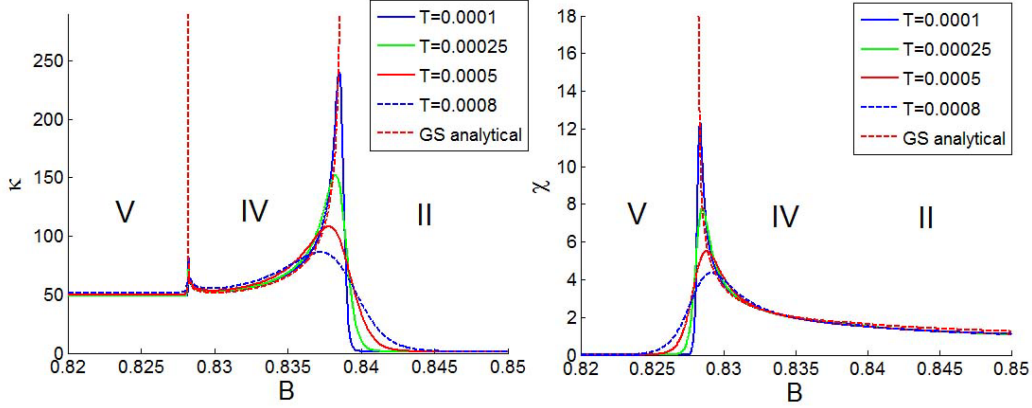 T=0.0001
T=0.00025
T=0.0005
T=0.0008
GS analytical
κ
250
200
150
100
50
0
V
IV
II
0.82
0.825
0.83
0.835
0.84
0.845
0.85
B
T=0.0001
T=0.00025
T=0.0005
T=0.0008
GS analytical
χ
18
16
14
12
10
8
6
4
2
0
V
IV
II
0.82
0.825
0.83
0.835
0.84
0.845
0.85
B